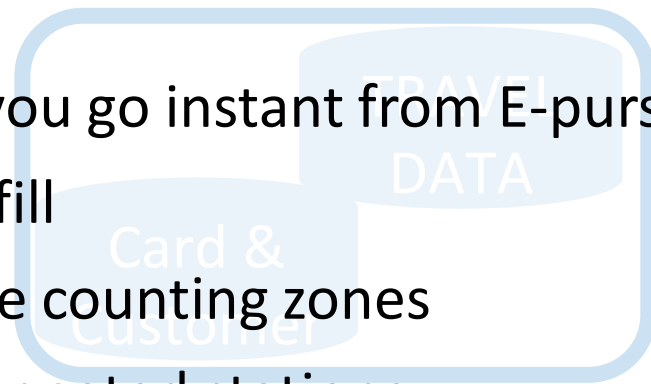 TRAVEL
you go instant from E-purs
DATA
fill
Card &
e counting zones
Customer